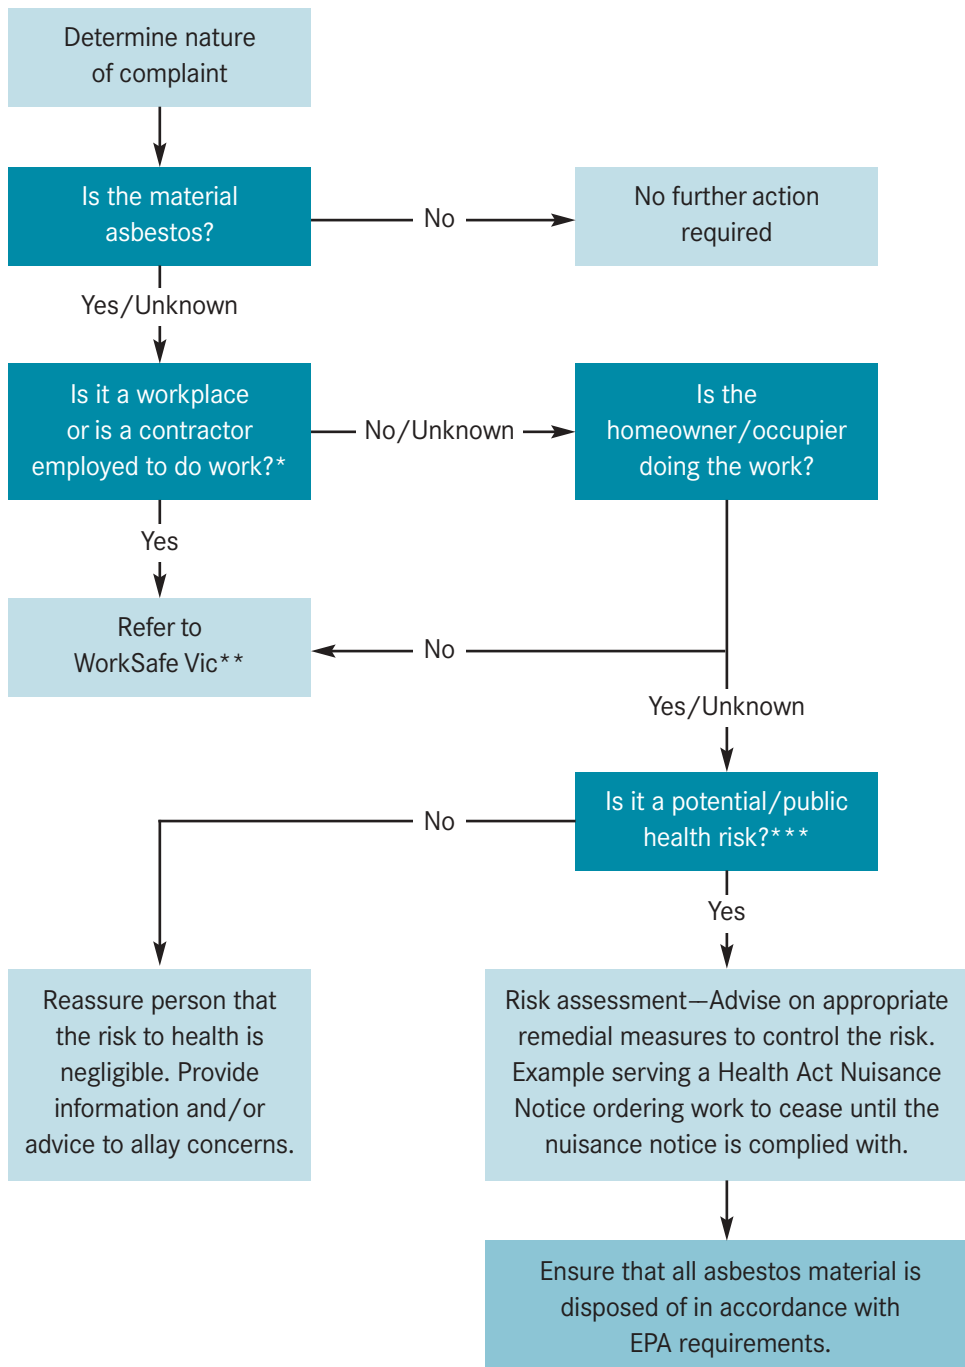 Determine nature
of complaint
Is the material
asbestos?
No
No further action
required
Yes/Unknown
Is it a workplace
or is a contractor
employed to do work?*
No/Unknown
Is the
homeowner/occupier
doing the work?
Yes
Refer to
WorkSafe Vic**
No
Yes/Unknown
Is it a potential/public
health risk?***
No
Yes
Reassure person that
the risk to health is
negligible. Provide
information and/or
advice to allay concerns.
Risk assessment—Advise on appropriate
remedial measures to control the risk.
Example serving a Health Act Nuisance
Notice ordering work to cease until the
nuisance notice is complied with.
Ensure that all asbestos material is
disposed of in accordance with
EPA requirements.